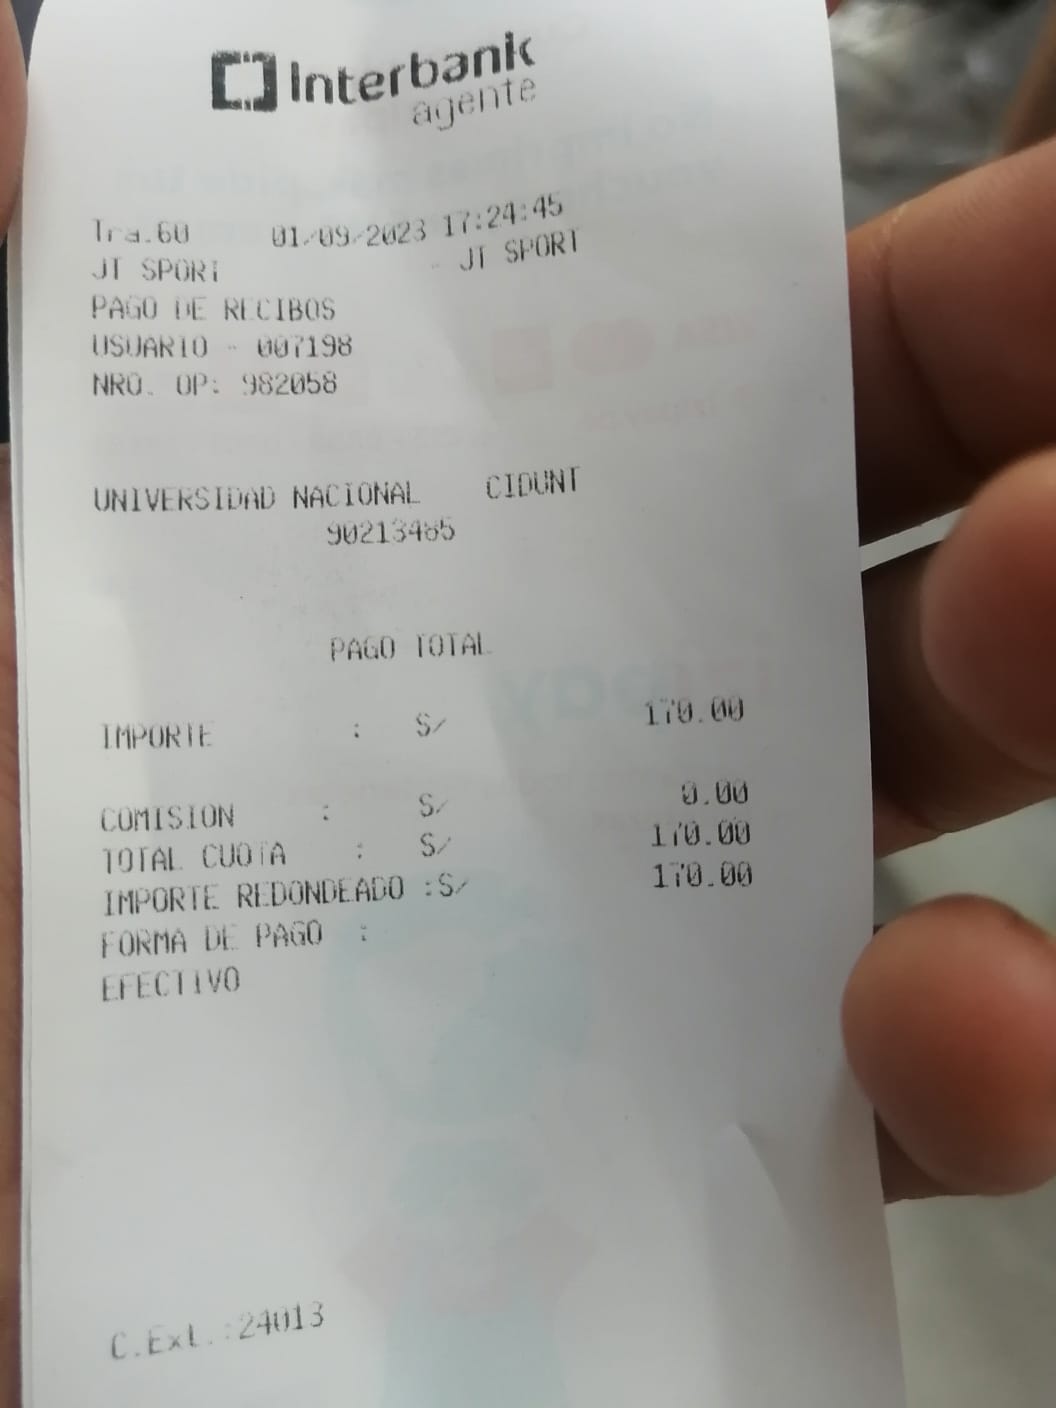 Interbank
agente
Tra.60 01/09/2023 17:24:45
JT SPORT - JT SPORT
PAGO DE RECIBOS
USUARIO - 007198
NRO. OP: 982058
UNIVERSIDAD NACIONAL CIDUNT
90213485
PAGO TOTAL
IMPORTE : S/ 170.00
COMISION : S/ 0.00
TOTAL CUOTA : S/ 170.00
IMPORTE REDONDEADO :S/ 170.00
FORMA DE PAGO :
EFECTIVO
C.Ext.:24013